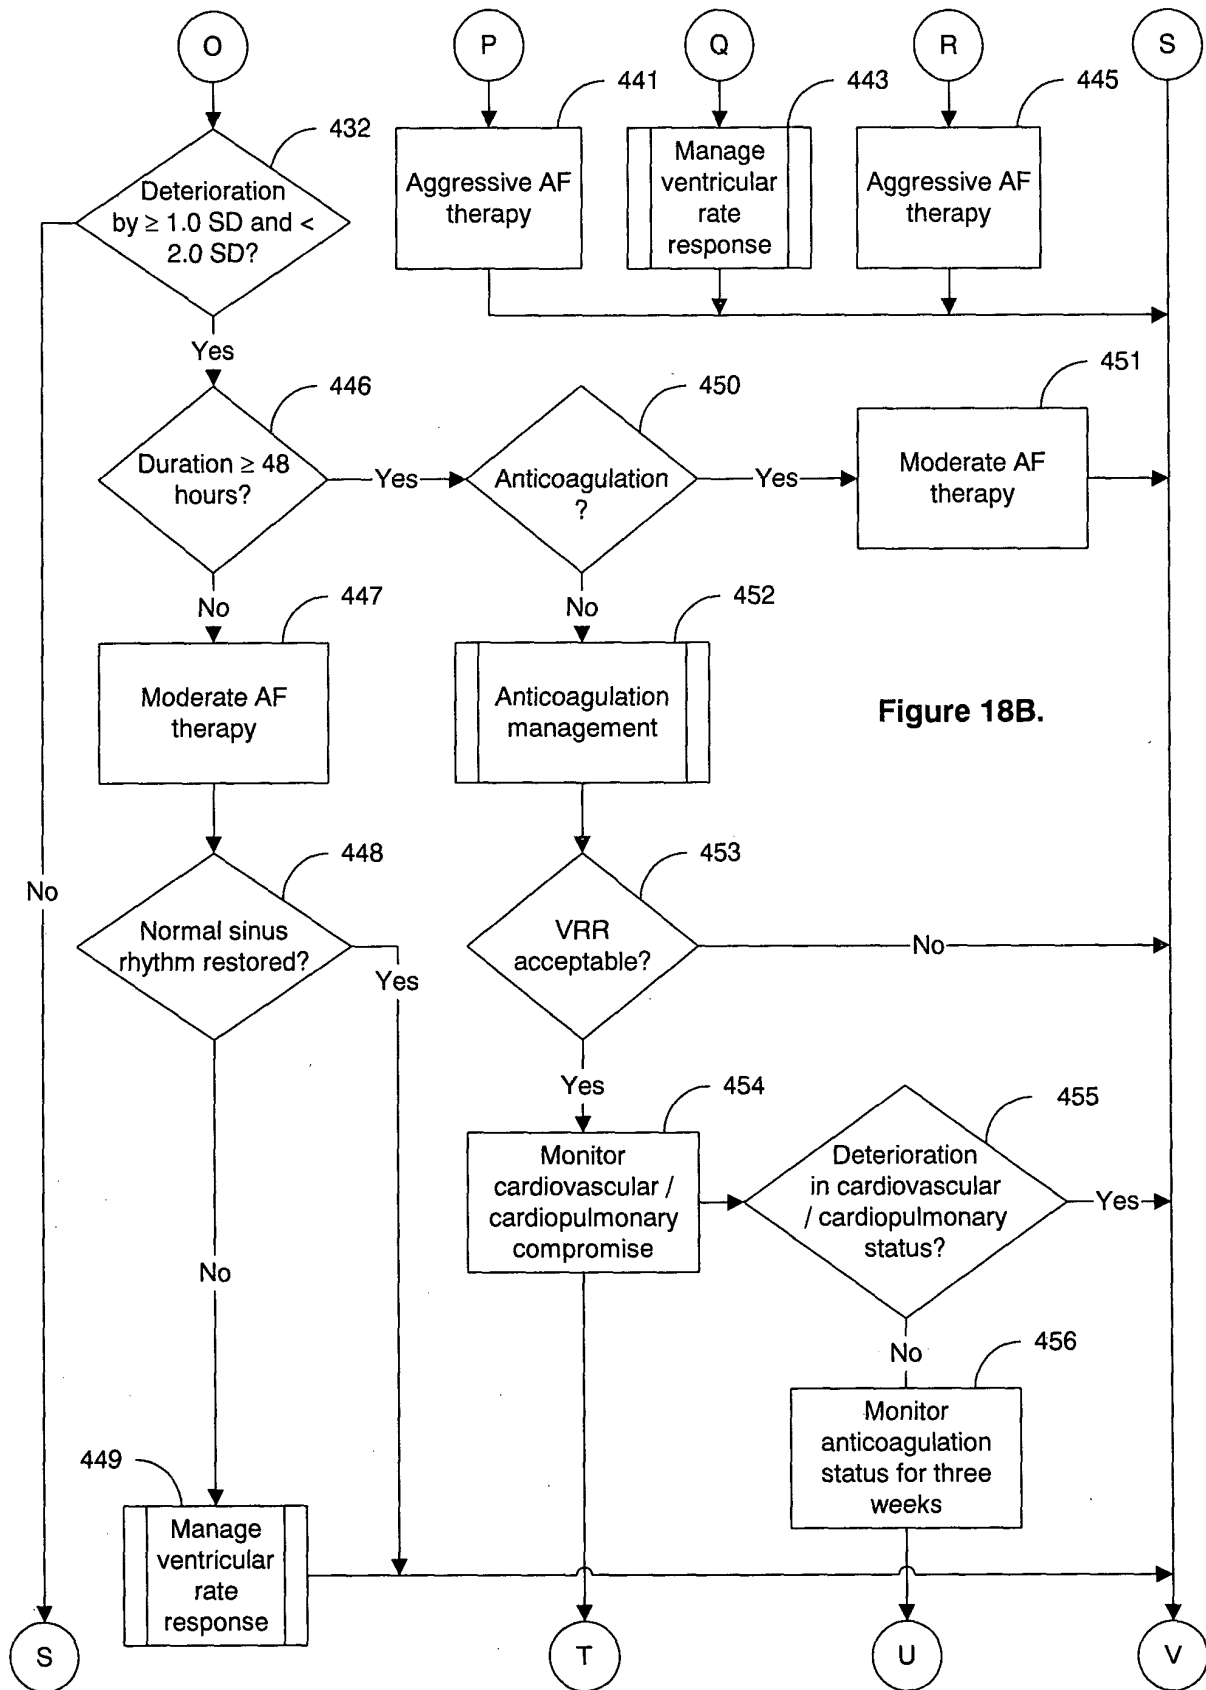 O
P
Q
R
S
432
441
443
445
Deterioration
by ≥ 1.0 SD and <
2.0 SD?
Aggressive AF
therapy
Manage
ventricular
rate
response
Aggressive AF
therapy
Yes
446
450
451
Duration ≥ 48
hours?
Yes
Anticoagulation
?
Yes
Moderate AF
therapy
No
447
No
452
Moderate AF
therapy
Anticoagulation
management
Figure 18B.
448
453
No
Normal sinus
rhythm restored?
Yes
VRR
acceptable?
No
Yes
454
455
Monitor
cardiovascular /
cardiopulmonary
compromise
Deterioration
in cardiovascular
/ cardiopulmonary
status?
Yes
No
No
456
Monitor
anticoagulation
status for three
weeks
449
Manage
ventricular
rate
response
S
T
U
V